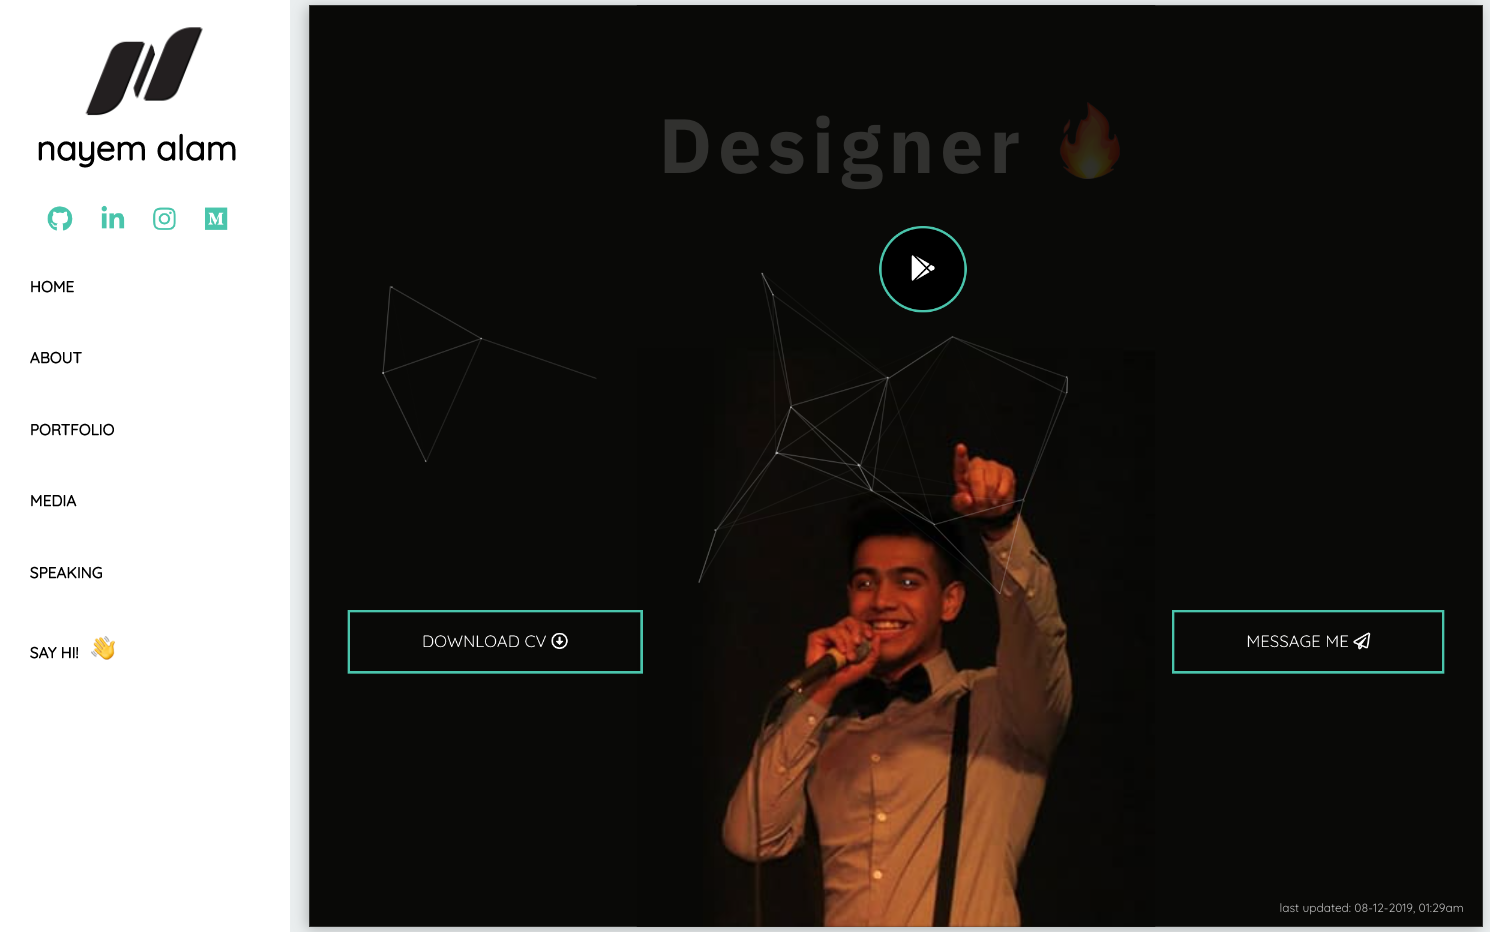 nayem alam
HOME
ABOUT
PORTFOLIO
MEDIA
SPEAKING
SAY HI! 👋
Designer 🔥
DOWNLOAD CV
MESSAGE ME
last updated: 08-12-2019, 01:29am